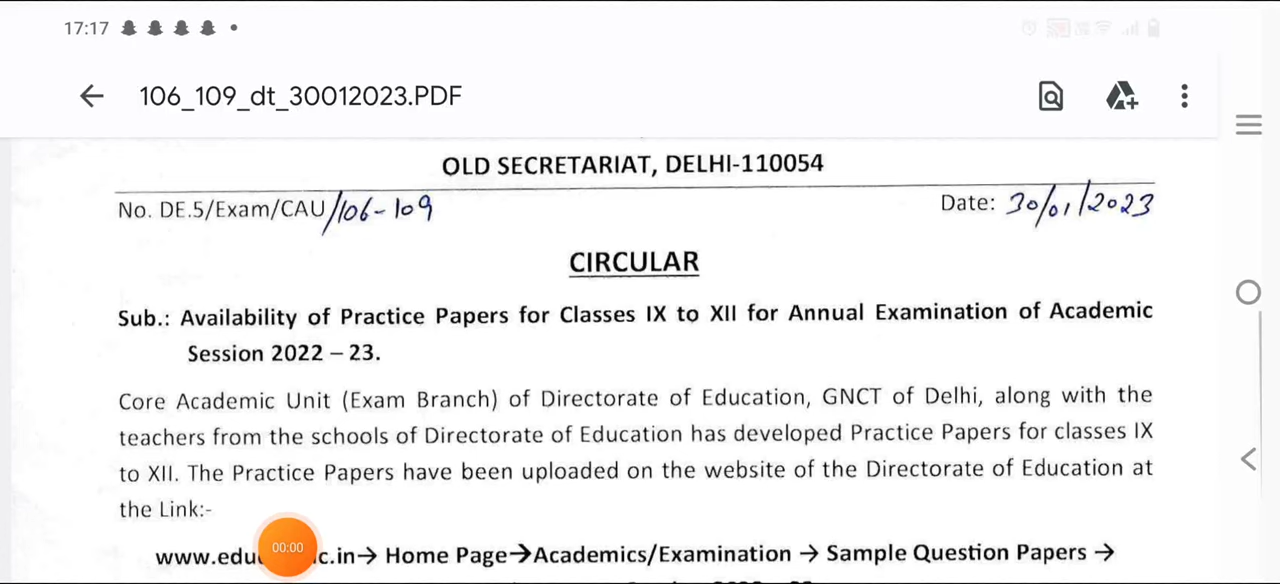 17:17
106_109_dt_30012023.PDF
OLD SECRETARIAT, DELHI-110054
No. DE.5/Exam/CAU/106-109 Date: 30/01/2023
CIRCULAR
Sub.: Availability of Practice Papers for Classes IX to XII for Annual Examination of Academic
Session 2022 – 23.
Core Academic Unit (Exam Branch) of Directorate of Education, GNCT of Delhi, along with the
teachers from the schools of Directorate of Education has developed Practice Papers for classes IX
to XII. The Practice Papers have been uploaded on the website of the Directorate of Education at
the Link:-
00:00
www.edu c.in→ Home Page→Academics/Examination → Sample Question Papers →